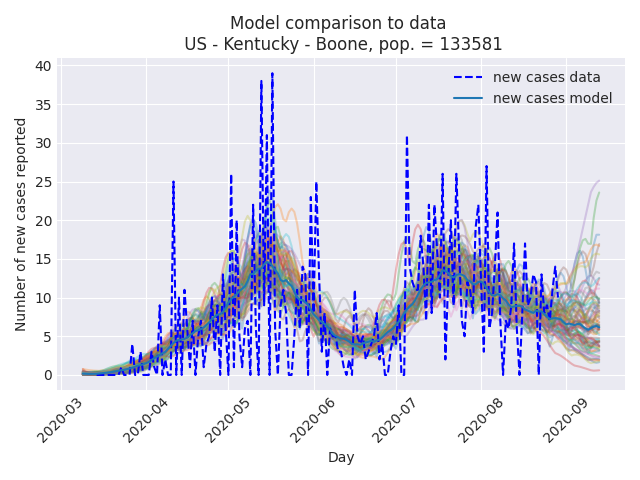 Model comparison to data
US - Kentucky - Boone, pop. = 133581
new cases data
new cases model
Number of new cases reported
40
35
30
25
20
15
10
5
0
2020-03
2020-04
2020-05
2020-06
2020-07
2020-08
2020-09
Day